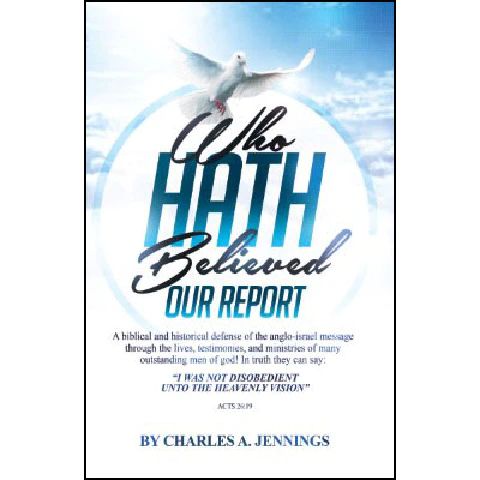 Who
HATH
Believed
OUR REPORT
A biblical and historical defense of the anglo-israel message
through the lives, testimonies, and ministries of many
outstanding men of god! In truth they can say:
"I WAS NOT DISOBEDIENT
UNTO THE HEAVENLY VISION"
ACTS
BY CHARLES A. JENNINGS